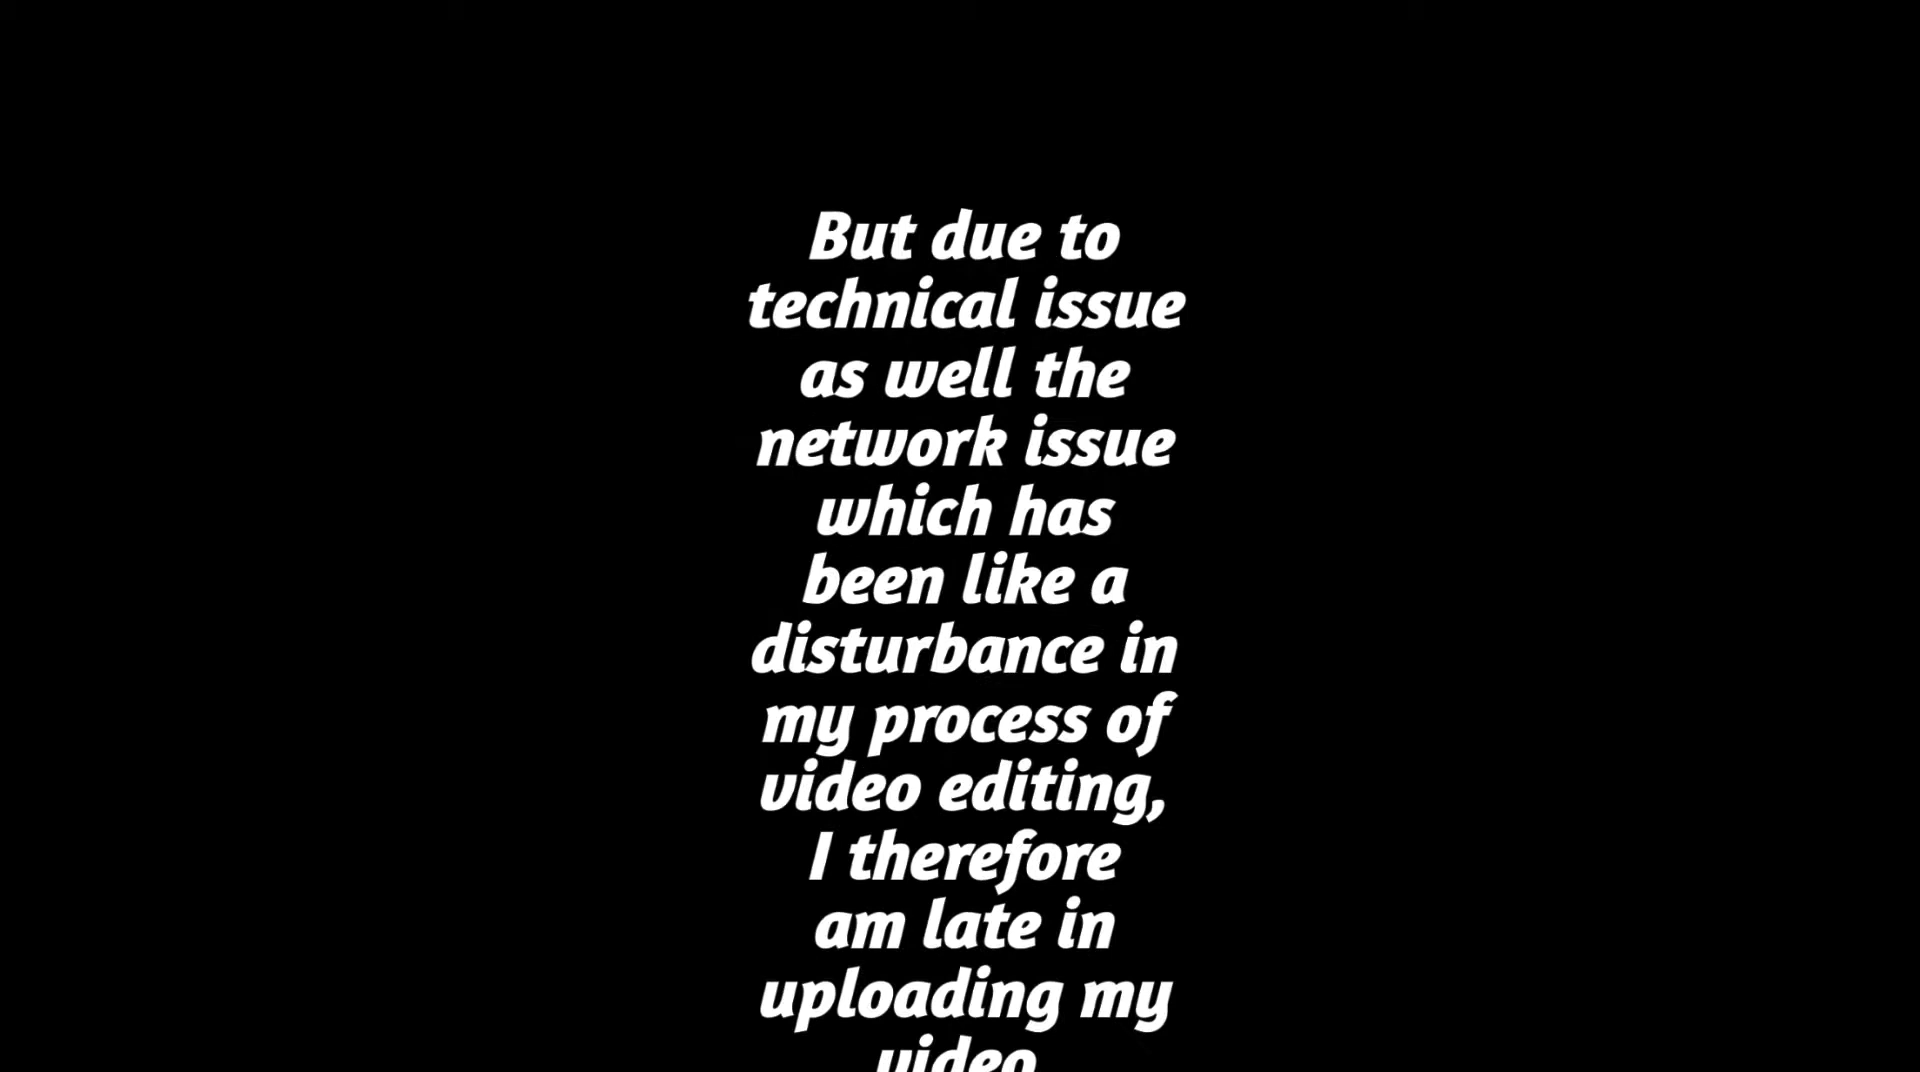 But due to
technical issue
as well the
network issue
which has
been like a
disturbance in
my process of
video editing,
I therefore
am late in
uploading my
video